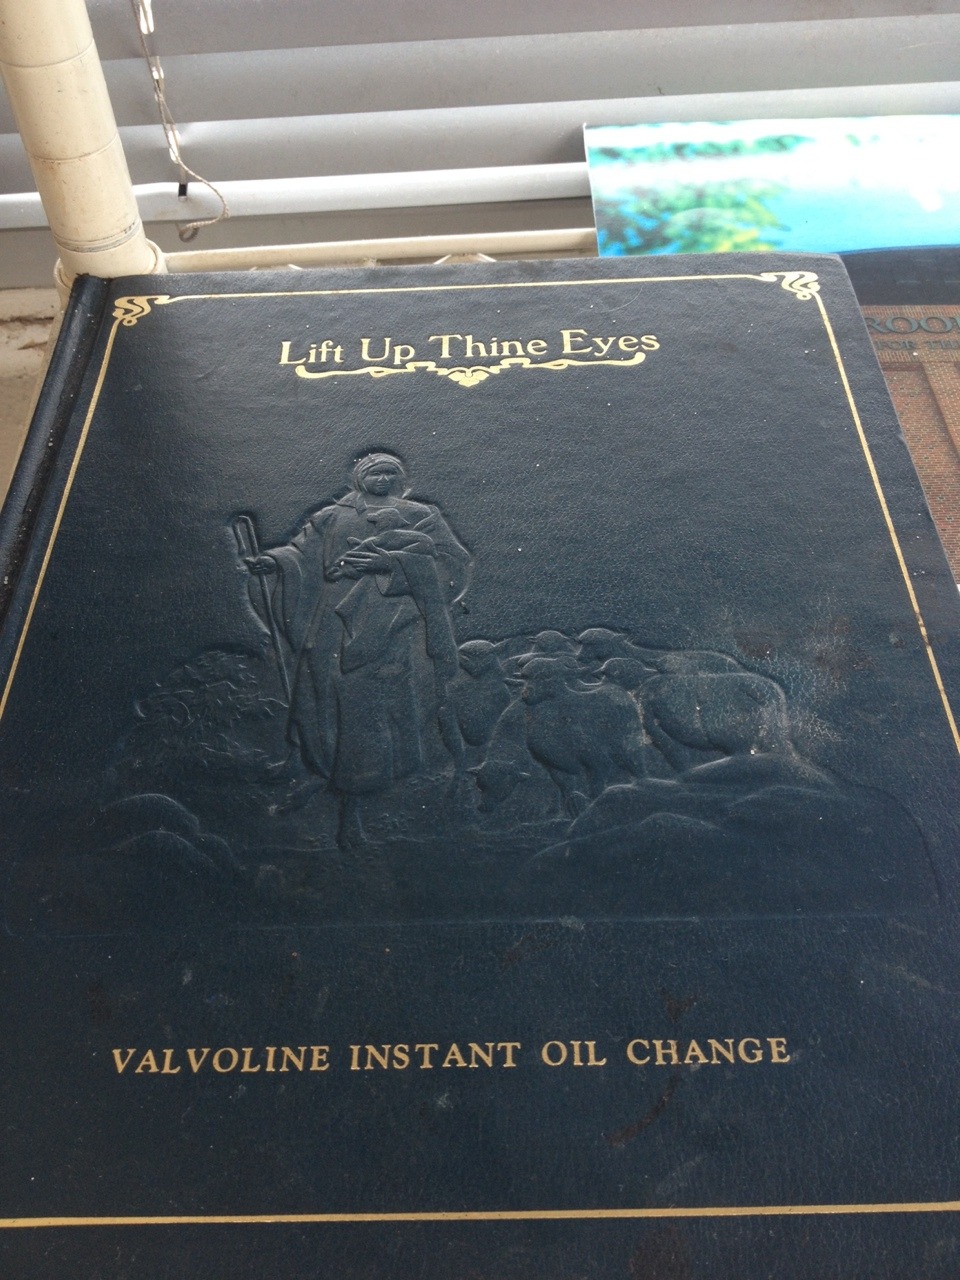 Lift Up Thine Eyes
VALVOLINE INSTANT OIL CHANGE